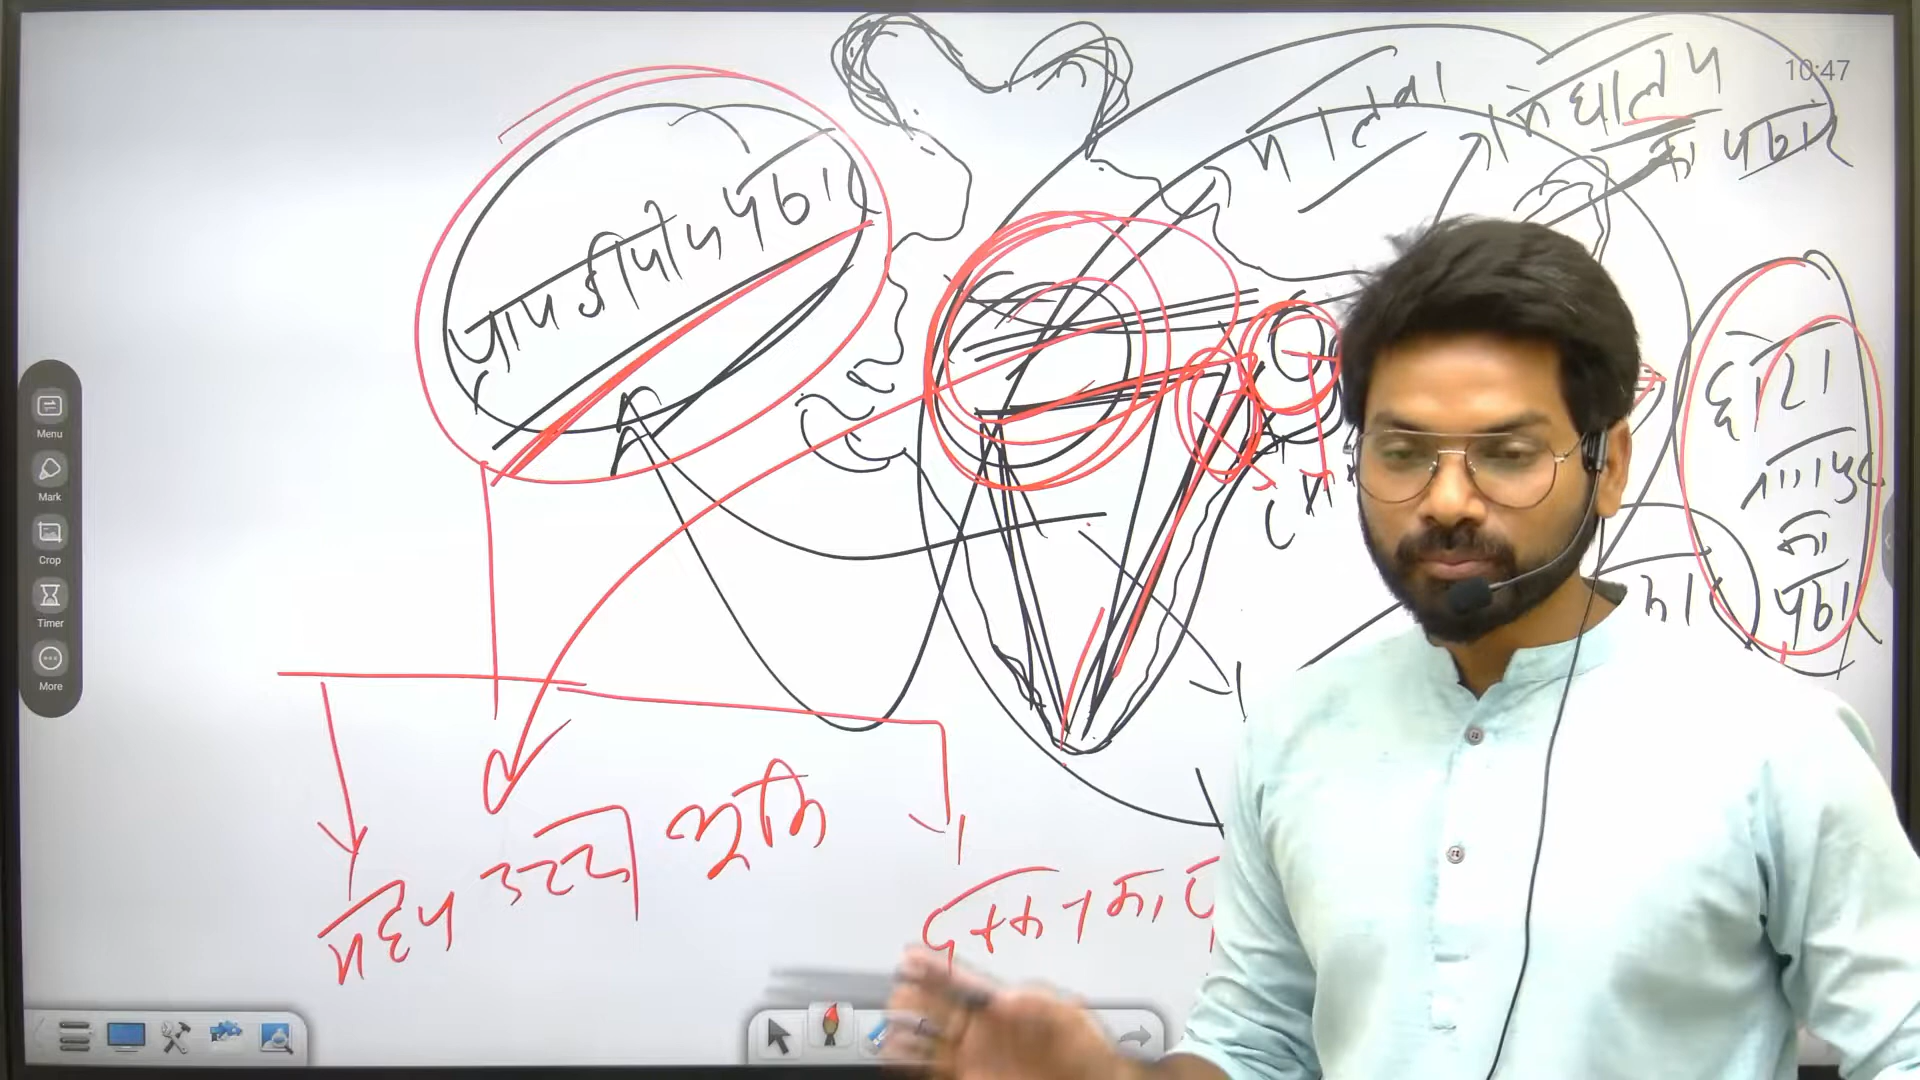 प्रायद्वीपीय पठार
मालवा
मेघालय
का पठार
10:47
छोटा
नागपुर
का
पठार
का
मध्य उच्च भूमि
दक्कन का प
Menu
Mark
Crop
Timer
More